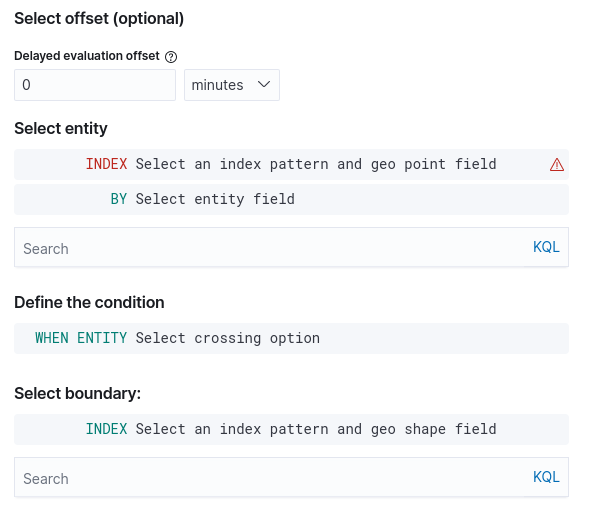 Select offset (optional)
Delayed evaluation offset
0 minutes
Select entity
INDEX Select an index pattern and geo point field
BY Select entity field
Search KQL
Define the condition
WHEN ENTITY Select crossing option
Select boundary:
INDEX Select an index pattern and geo shape field
Search KQL